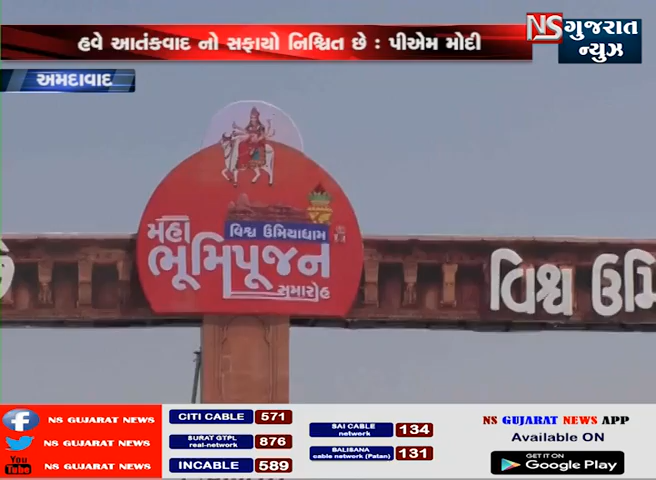 હવે આતંકવાદ નો સફાયો નિશ્ચિત છે : પીએમ મોદી
NS ગુજરાત
ન્યુઝ
અમદાવાદ
મહા
વિશ્વ ઉમિયાધામ
ભૂમિપૂજન
સમારોહ
વિશ્વ ઉમિ
NS GUJARAT NEWS
NS GUJARAT NEWS
You Tube NS GUJARAT NEWS
CITI CABLE 571
SURAT GTPL real-network 876
INCABLE 589
SAI CABLE network 134
BALISANA cable network (Patan) 131
NS GUJARAT NEWS APP
Available ON
GET IT ON
Google Play